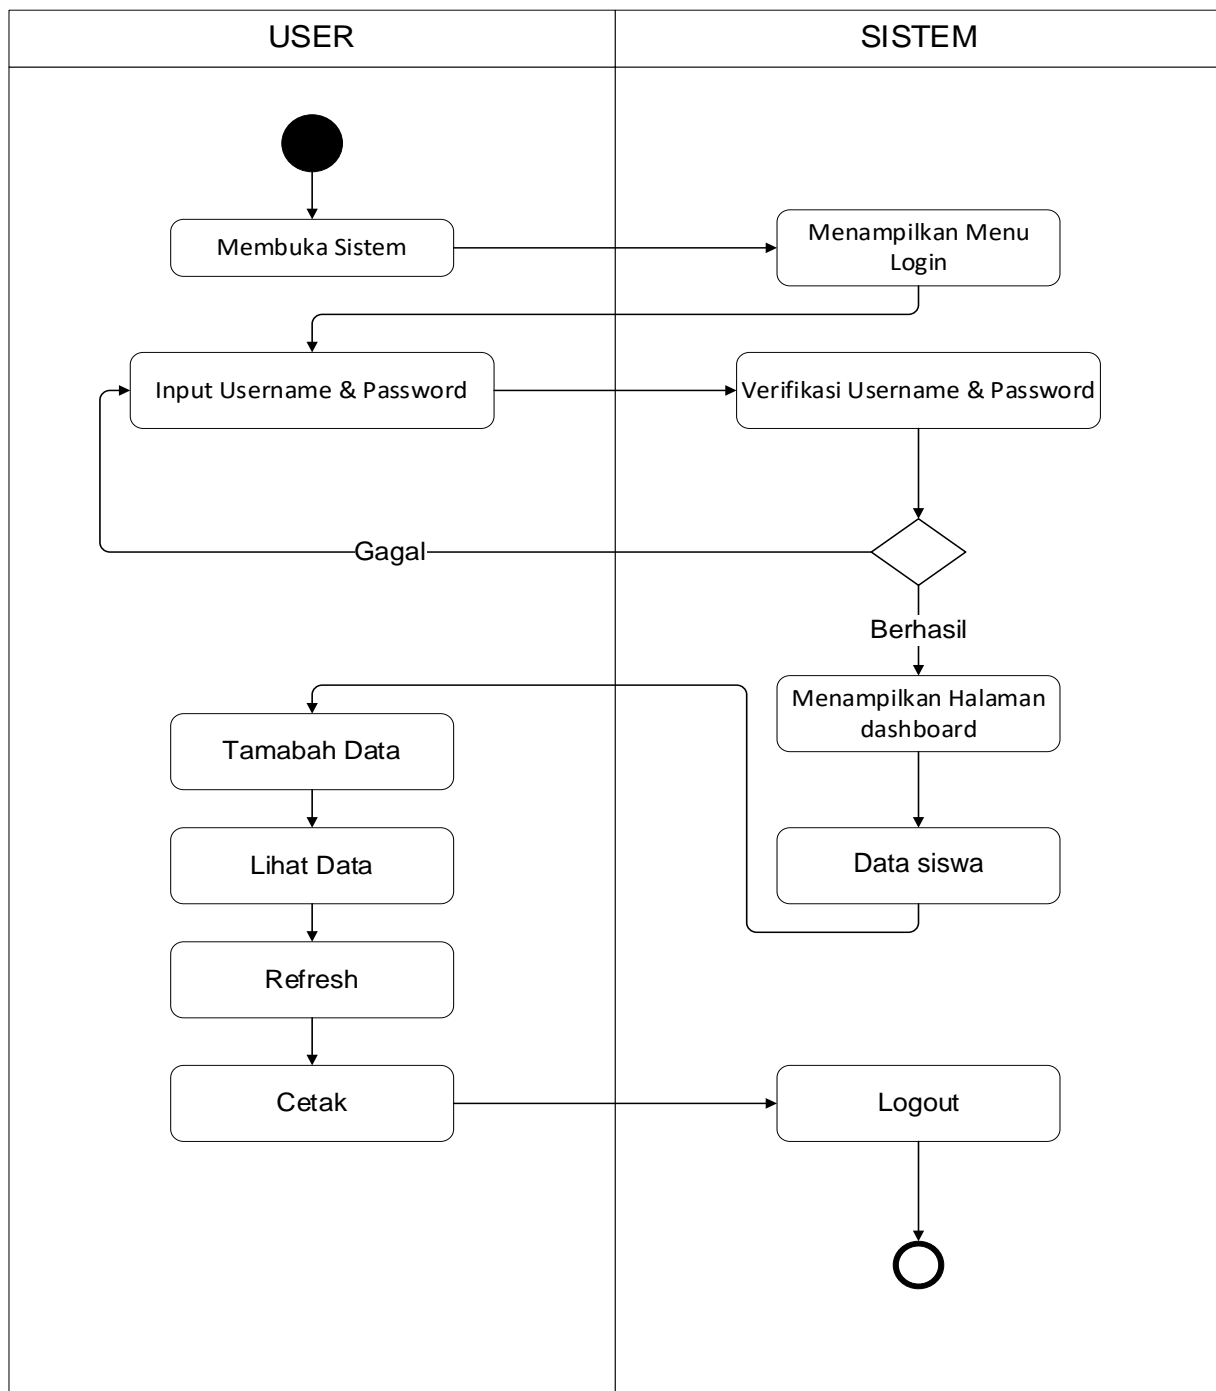 USER
SISTEM
Membuka Sistem
Menampilkan Menu
Login
Input Username & Password
Verifikasi Username & Password
Gagal
Berhasil
Menampilkan Halaman
dashboard
Tamabah Data
Lihat Data
Data siswa
Refresh
Cetak
Logout